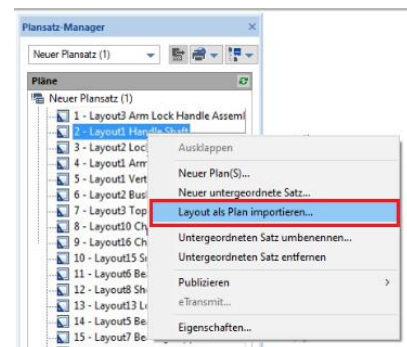 Plansatz-Manager
Neuer Plansatz (1)
Pläne
Neuer Plansatz (1)
1 - Layout3 Arm Lock Handle Asseml
2 - Layout1 Handle Shaft
3 - Layout2 Loc
4 - Layout1 Arm
5 - Layout1 Vert
6 - Layout2 Bus
7 - Layout3 Top
8 - Layout10 Ch
9 - Layout16 Ch
10 - Layout15 S
11 - Layout6 Be
12 - Layout8 Sh
13 - Layout13 L
14 - Layout5 Be
15 - Layout7 Be
Ausklappen
Neuer Plan(S)...
Neuer untergeordnete Satz...
Layout als Plan importieren...
Untergeordneten Satz umbenennen...
Untergeordneten Satz entfernen
Publizieren
eTransmit...
Eigenschaften...